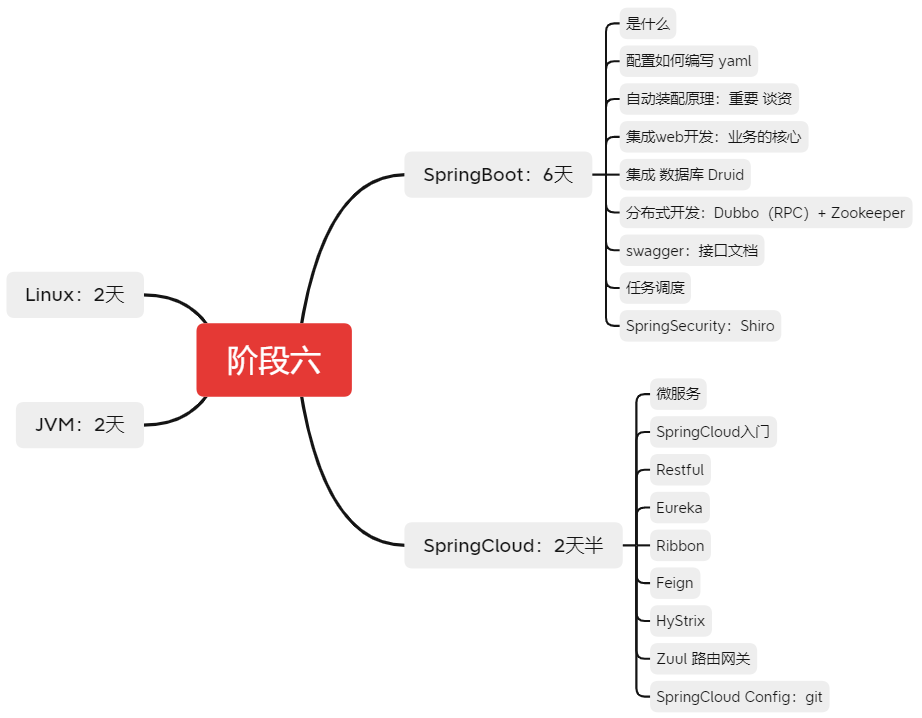 阶段六
SpringBoot：6天
是什么
配置如何编写 yaml
自动装配原理：重要 谈资
集成web开发：业务的核心
集成 数据库 Druid
分布式开发：Dubbo（RPC）+ Zookeeper
swagger：接口文档
任务调度
SpringSecurity：Shiro
SpringCloud：2天半
微服务
SpringCloud入门
Restful
Eureka
Ribbon
Feign
HyStrix
Zuul 路由网关
SpringCloud Config：git
Linux：2天
JVM：2天